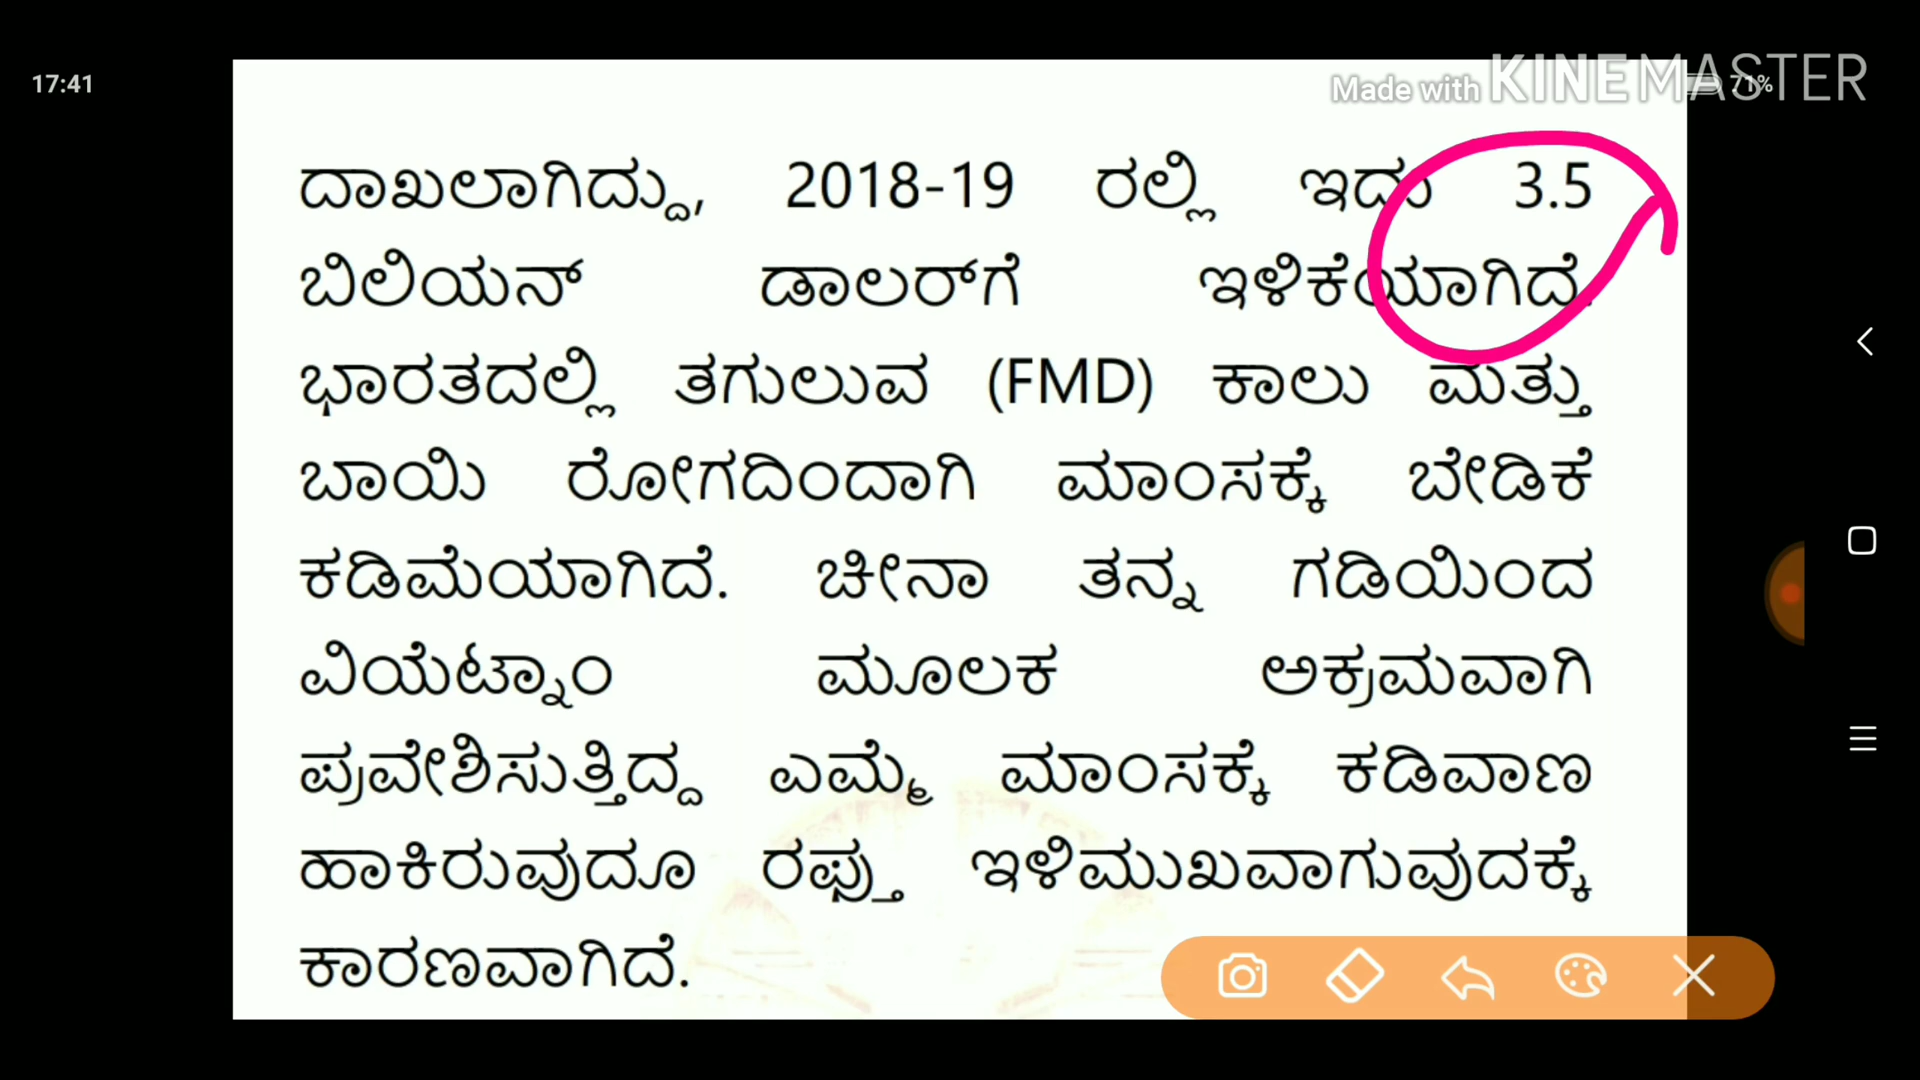 17:41
Made with KINEMASTER
71%
ದಾಖಲಾಗಿದ್ದು, 2018-19 ರಲ್ಲಿ ಇದು 3.5
ಬಿಲಿಯನ್ ಡಾಲರ್‌ಗೆ ಇಳಿಕೆಯಾಗಿದೆ.
ಭಾರತದಲ್ಲಿ ತಗುಲುವ (FMD) ಕಾಲು ಮತ್ತು
ಬಾಯಿ ರೋಗದಿಂದಾಗಿ ಮಾಂಸಕ್ಕೆ ಬೇಡಿಕೆ
ಕಡಿಮೆಯಾಗಿದೆ. ಚೀನಾ ತನ್ನ ಗಡಿಯಿಂದ
ವಿಯೆಟ್ನಾಂ ಮೂಲಕ ಅಕ್ರಮವಾಗಿ
ಪ್ರವೇಶಿಸುತ್ತಿದ್ದ ಎಮ್ಮೆ ಮಾಂಸಕ್ಕೆ ಕಡಿವಾಣ
ಹಾಕಿರುವುದೂ ರಫ್ತು ಇಳಿಮುಖವಾಗುವುದಕ್ಕೆ
ಕಾರಣವಾಗಿದೆ.